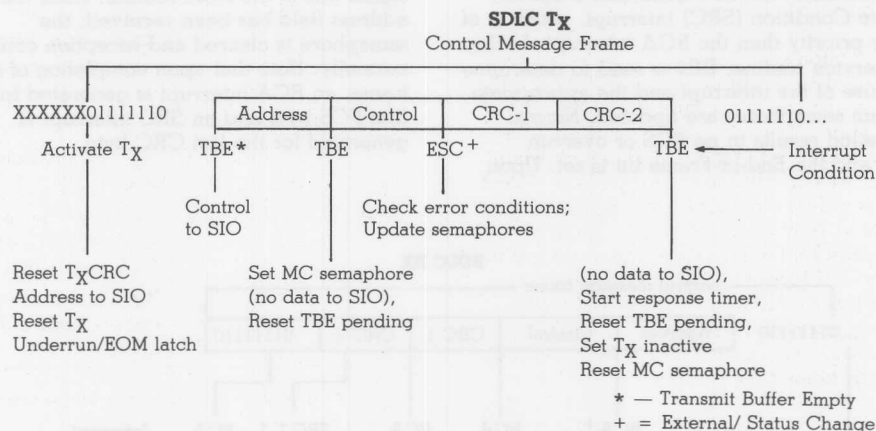 SDLC Tx
Control Message Frame
XXXXXX01111110
Address
Control
CRC-1
CRC-2
01111110...
Activate Tx
TBE*
TBE
ESC+
TBE
Interrupt
Condition
Control
to SIO
Check error conditions;
Update semaphores
Reset TxCRC
Address to SIO
Reset Tx
Underrun/EOM latch
Set MC semaphore
(no data to SIO),
Reset TBE pending
(no data to SIO),
Start response timer,
Reset TBE pending,
Set Tx inactive
Reset MC semaphore
* — Transmit Buffer Empty
+ = External/ Status Change